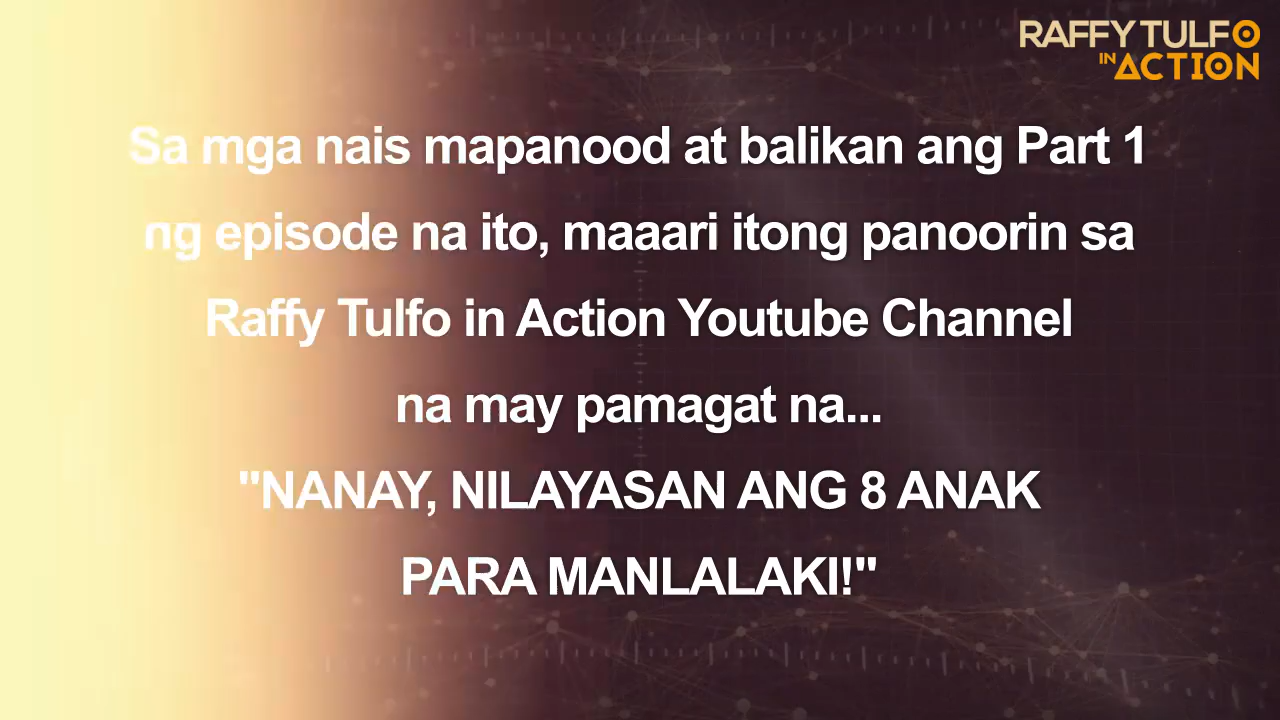 RAFFY TULFO
IN ACTION
Sa mga nais mapanood at balikan ang Part 1
ng episode na ito, maaari itong panoorin sa
Raffy Tulfo in Action Youtube Channel
na may pamagat na...
"NANAY, NILAYASAN ANG 8 ANAK
PARA MANLALAKI!"